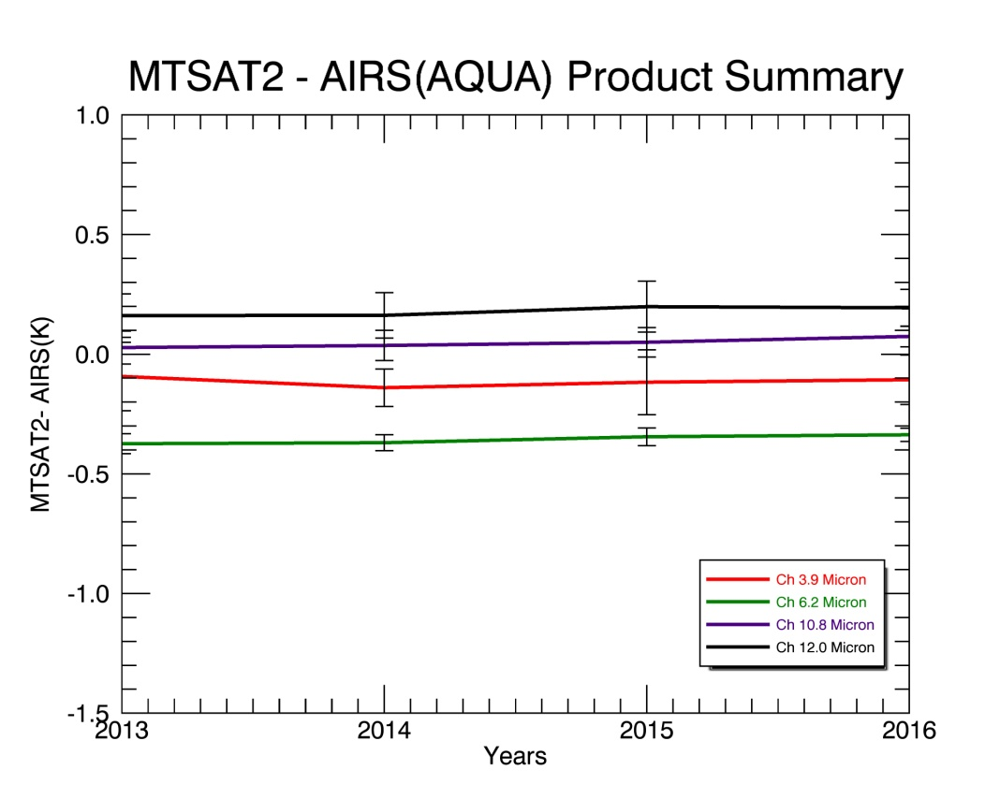 MTSAT2 - AIRS(AQUA) Product Summary
1.0
0.5
0.0
-0.5
-1.0
-1.5
MTSAT2- AIRS(K)
Ch 3.9 Micron
Ch 6.2 Micron
Ch 10.8 Micron
Ch 12.0 Micron
2013 2014 2015 2016
Years